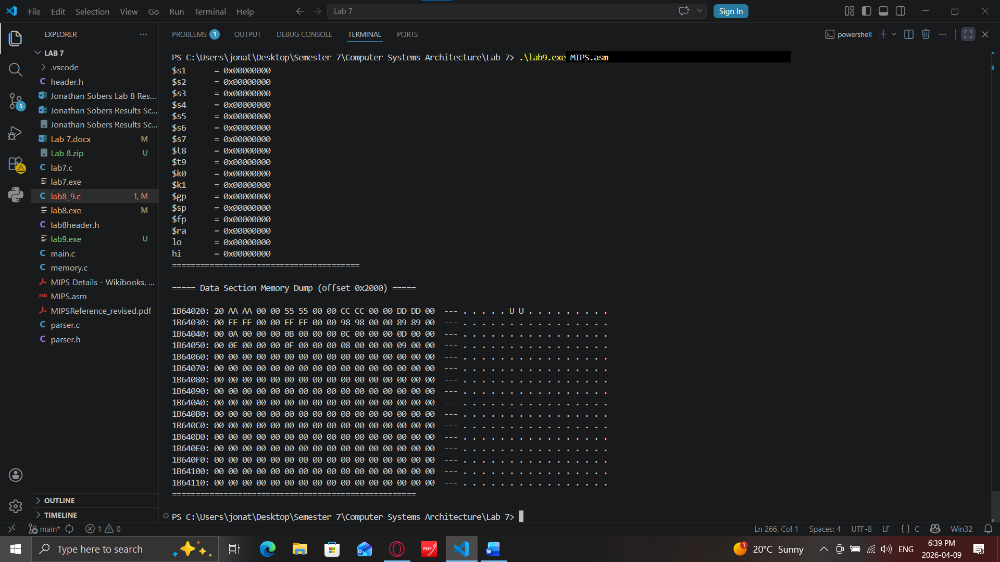 File Edit Selection View Go Run Terminal Help
Lab 7
Sign In
EXPLORER
LAB 7
.vscode
C header.h
Jonathan Sobers Lab 8 Res...
Jonathan Sobers Results Sc...
Jonathan Sobers Results Sc...
Lab 7.docx M
Lab 8.zip U
C lab7.c
lab7.exe
C lab8_9.c 1, M
lab8.exe M
C lab8header.h
lab9.exe U
C main.c
C memory.c
MIPS Details - Wikibooks, ...
ASM MIPS.asm
MIPSReference_revised.pdf
C parser.c
C parser.h
OUTLINE
TIMELINE
5
PROBLEMS 1 OUTPUT DEBUG CONSOLE TERMINAL PORTS
powershell
PS C:\Users\jonat\Desktop\Semester 7\Computer Systems Architecture\Lab 7> .\lab9.exe MIPS.asm
$s1 = 0x00000000
$s2 = 0x00000000
$s3 = 0x00000000
$s4 = 0x00000000
$s5 = 0x00000000
$s6 = 0x00000000
$s7 = 0x00000000
$t8 = 0x00000000
$t9 = 0x00000000
$k0 = 0x00000000
$k1 = 0x00000000
$gp = 0x00000000
$sp = 0x00000000
$fp = 0x00000000
$ra = 0x00000000
lo = 0x00000000
hi = 0x00000000
========================================
===== Data Section Memory Dump (offset 0x2000) =====
1B64020: 20 AA AA 00 00 55 55 00 00 CC CC 00 00 DD DD 00 --- . . . . . U U . . . . . . . . .
1B64030: 00 FE FE 00 00 EF EF 00 00 98 98 00 00 89 89 00 --- . . . . . . . . . . . . . . . .
1B64040: 00 0A 00 00 00 0B 00 00 00 0C 00 00 00 0D 00 00 --- . . . . . . . . . . . . . . . .
1B64050: 00 0E 00 00 00 0F 00 00 00 08 00 00 00 09 00 00 --- . . . . . . . . . . . . . . . .
1B64060: 00 00 00 00 00 00 00 00 00 00 00 00 00 00 00 00 --- . . . . . . . . . . . . . . . .
1B64070: 00 00 00 00 00 00 00 00 00 00 00 00 00 00 00 00 --- . . . . . . . . . . . . . . . .
1B64080: 00 00 00 00 00 00 00 00 00 00 00 00 00 00 00 00 --- . . . . . . . . . . . . . . . .
1B64090: 00 00 00 00 00 00 00 00 00 00 00 00 00 00 00 00 --- . . . . . . . . . . . . . . . .
1B640A0: 00 00 00 00 00 00 00 00 00 00 00 00 00 00 00 00 --- . . . . . . . . . . . . . . . .
1B640B0: 00 00 00 00 00 00 00 00 00 00 00 00 00 00 00 00 --- . . . . . . . . . . . . . . . .
1B640C0: 00 00 00 00 00 00 00 00 00 00 00 00 00 00 00 00 --- . . . . . . . . . . . . . . . .
1B640D0: 00 00 00 00 00 00 00 00 00 00 00 00 00 00 00 00 --- . . . . . . . . . . . . . . . .
1B640E0: 00 00 00 00 00 00 00 00 00 00 00 00 00 00 00 00 --- . . . . . . . . . . . . . . . .
1B640F0: 00 00 00 00 00 00 00 00 00 00 00 00 00 00 00 00 --- . . . . . . . . . . . . . . . .
1B64100: 00 00 00 00 00 00 00 00 00 00 00 00 00 00 00 00 --- . . . . . . . . . . . . . . . .
1B64110: 00 00 00 00 00 00 00 00 00 00 00 00 00 00 00 00 --- . . . . . . . . . . . . . . . .
====================================================
PS C:\Users\jonat\Desktop\Semester 7\Computer Systems Architecture\Lab 7>
main* 1 0 Ln 266, Col 1 Spaces: 4 UTF-8 LF { } C Win32
Type here to search
PDF
1 20°C Sunny
ENG
6:39 PM
2026-04-09